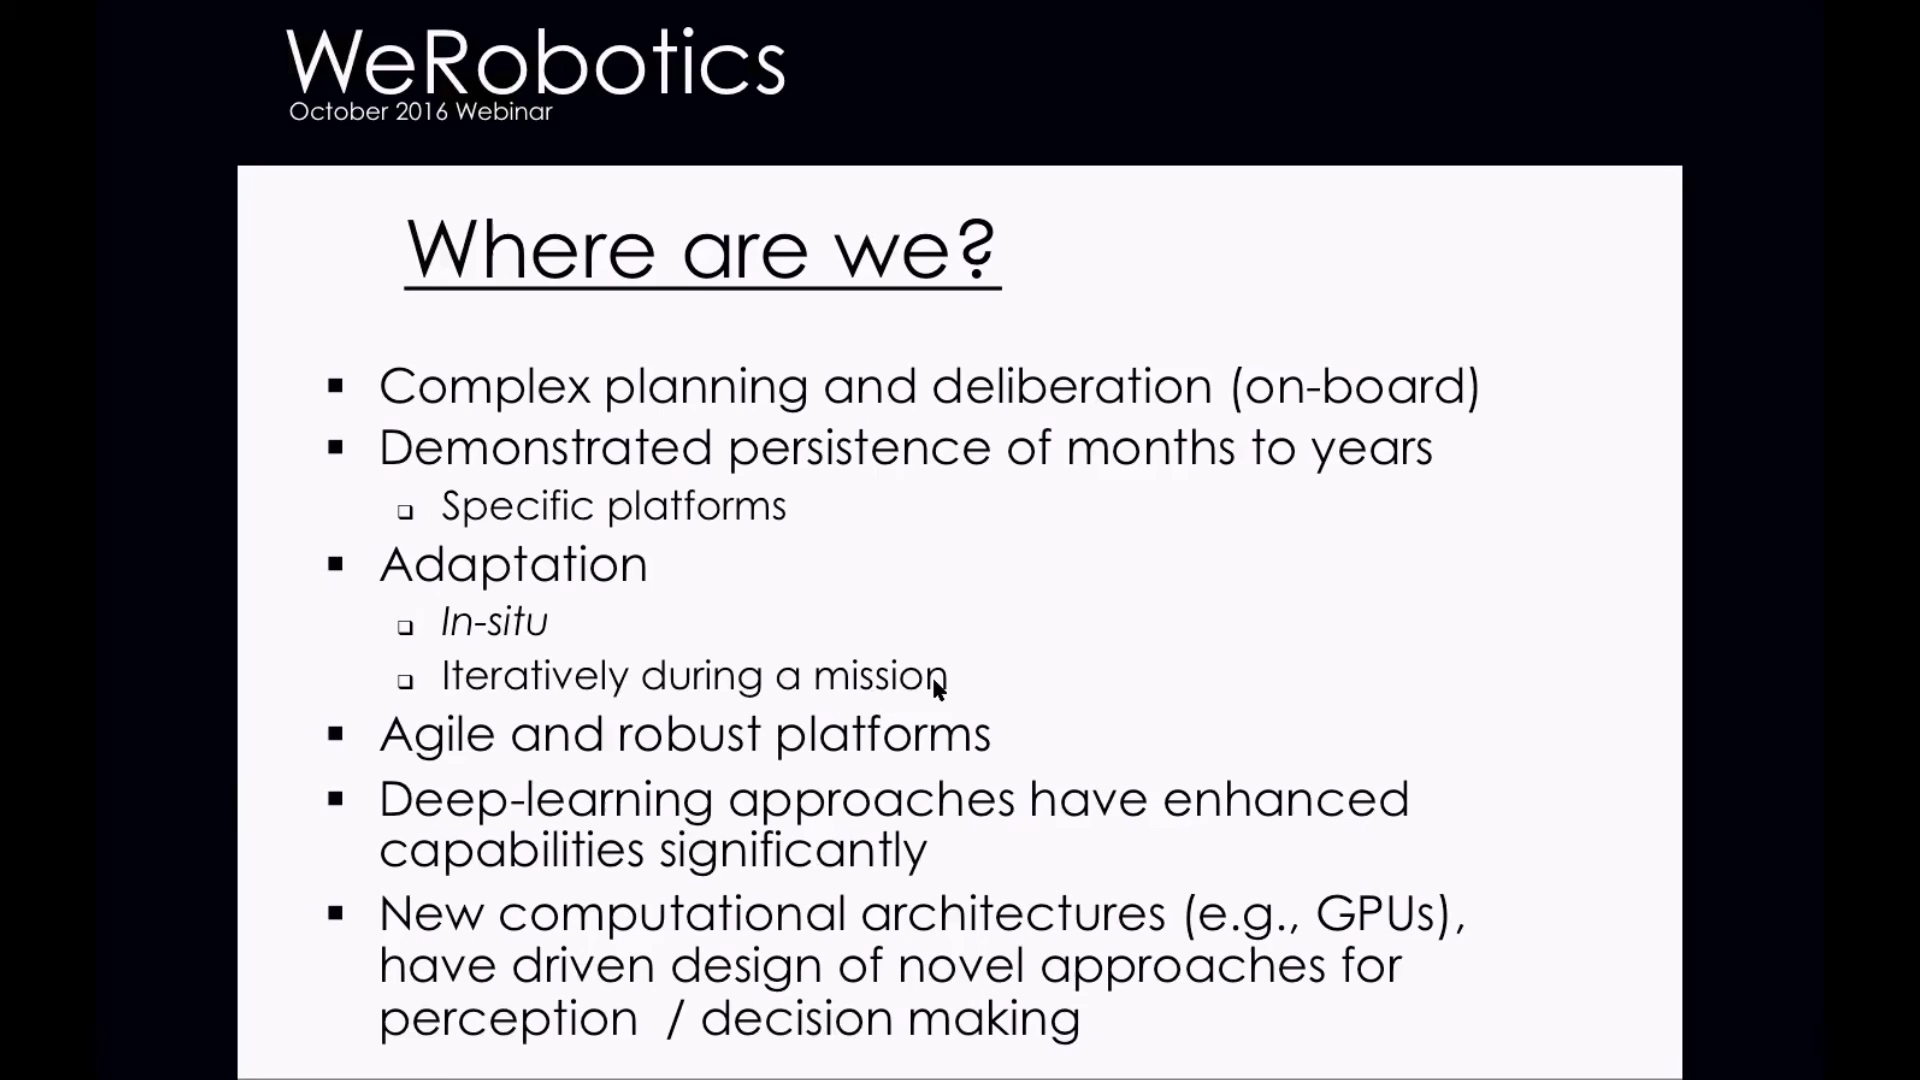 WeRobotics
October 2016 Webinar
Where are we?
Complex planning and deliberation (on-board)
Demonstrated persistence of months to years
Specific platforms
Adaptation
In-situ
Iteratively during a mission
Agile and robust platforms
Deep-learning approaches have enhanced
capabilities significantly
New computational architectures (e.g., GPUs),
have driven design of novel approaches for
perception / decision making